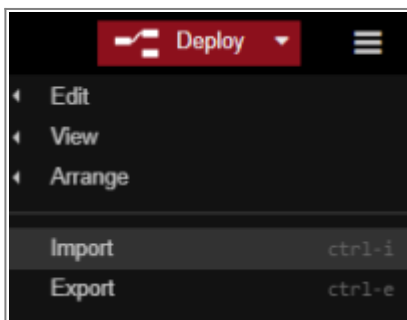 Deploy
Edit
View
Arrange
Import ctrl-i
Export ctrl-e